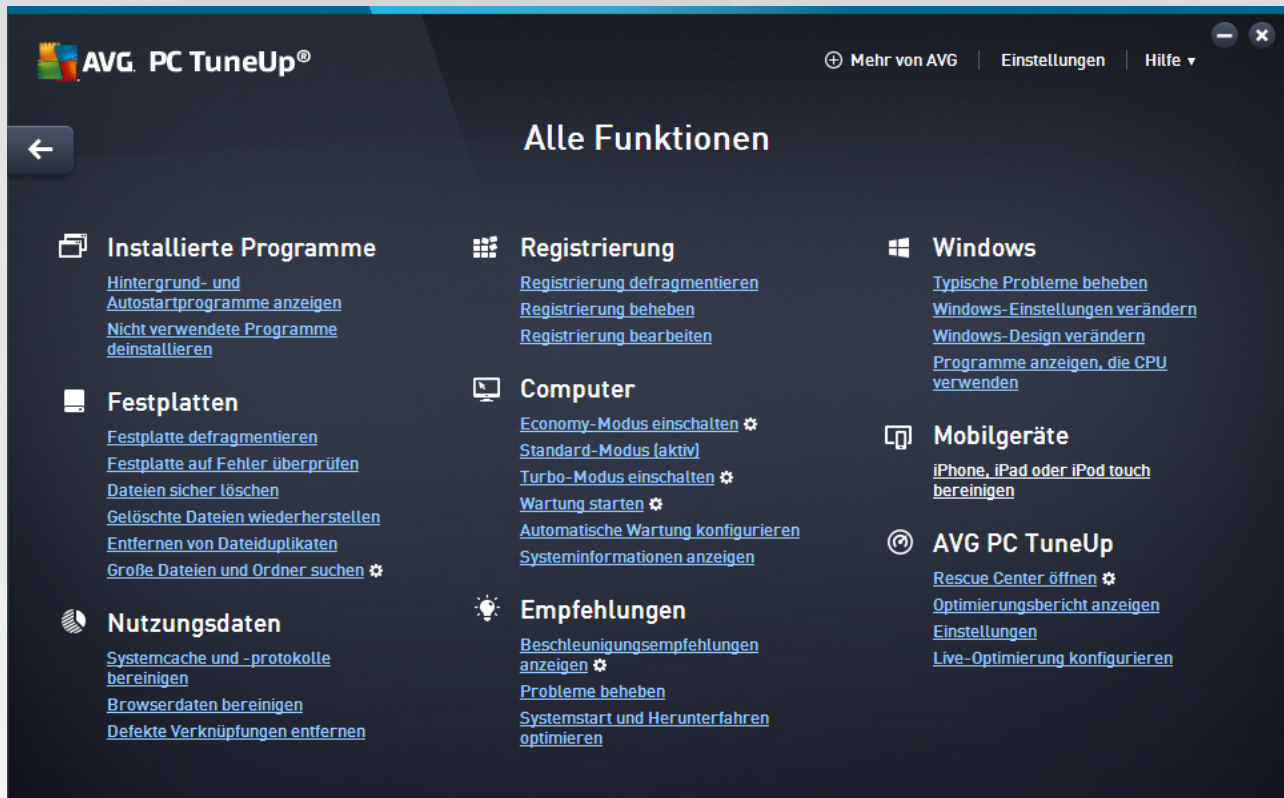 AVG PC TuneUp®
Mehr von AVG
Einstellungen
Hilfe
Alle Funktionen
Installierte Programme
Hintergrund- und
Autostartprogramme anzeigen
Nicht verwendete Programme
deinstallieren
Festplatten
Festplatte defragmentieren
Festplatte auf Fehler überprüfen
Dateien sicher löschen
Gelöschte Dateien wiederherstellen
Entfernen von Dateiduplikaten
Große Dateien und Ordner suchen
Nutzungsdaten
Systemcache und -protokolle
bereinigen
Browserdaten bereinigen
Defekte Verknüpfungen entfernen
Registrierung
Registrierung defragmentieren
Registrierung beheben
Registrierung bearbeiten
Computer
Economy-Modus einschalten
Standard-Modus (aktiv)
Turbo-Modus einschalten
Wartung starten
Automatische Wartung konfigurieren
Systeminformationen anzeigen
Empfehlungen
Beschleunigungsempfehlungen
anzeigen
Probleme beheben
Systemstart und Herunterfahren
optimieren
Windows
Typische Probleme beheben
Windows-Einstellungen verändern
Windows-Design verändern
Programme anzeigen, die CPU
verwenden
Mobilgeräte
iPhone, iPad oder iPod touch
bereinigen
AVG PC TuneUp
Rescue Center öffnen
Optimierungsbericht anzeigen
Einstellungen
Live-Optimierung konfigurieren